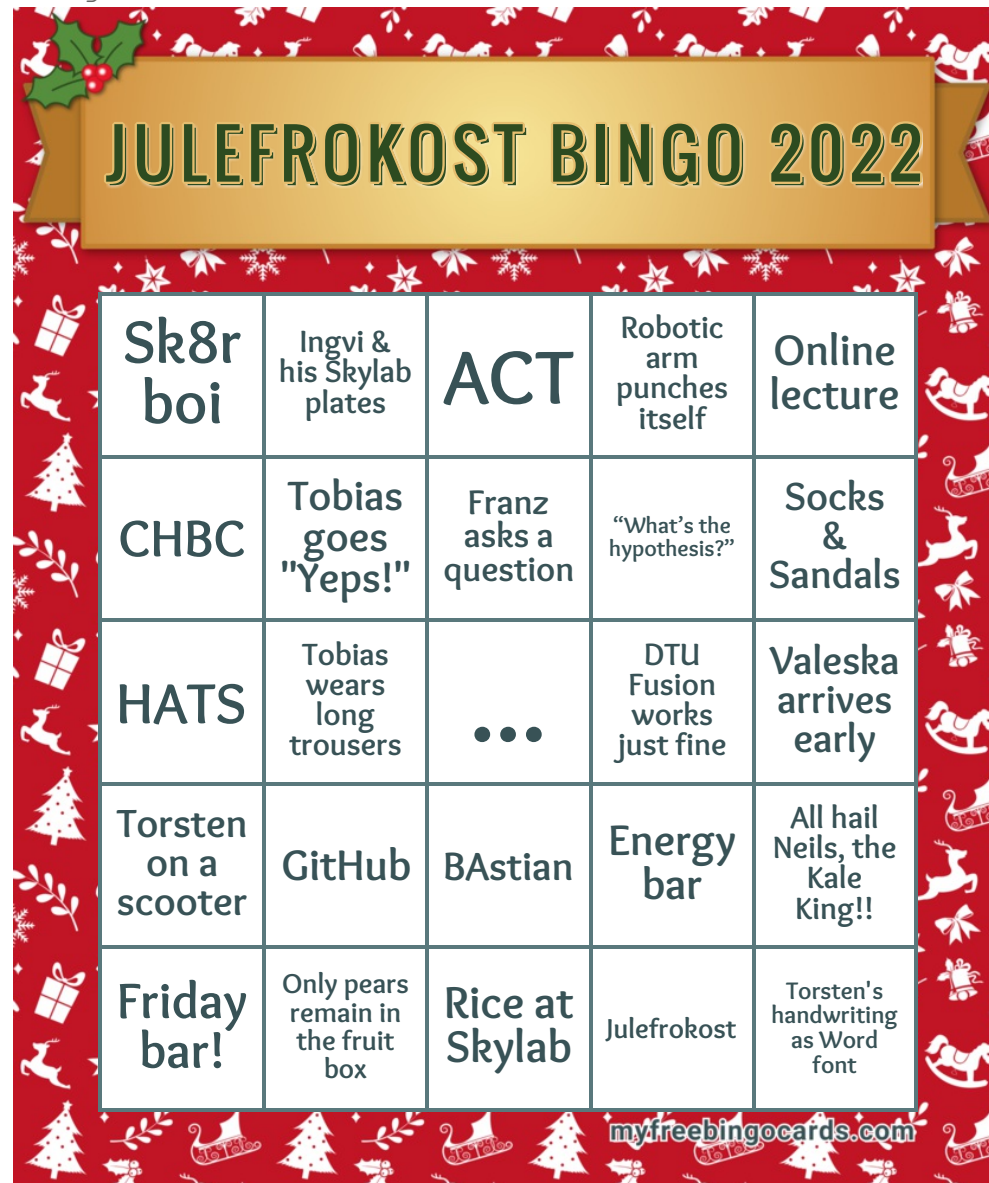 JULEFROKOST BINGO 2022
Sk8r
boi
Ingvi &
his Skylab
plates
ACT
Robotic
arm
punches
itself
Online
lecture
CHBC
Tobias
goes
"Yeps!"
Franz
asks a
question
“What’s the
hypothesis?”
Socks
&
Sandals
HATS
Tobias
wears
long
trousers
...
DTU
Fusion
works
just fine
Valeska
arrives
early
Torsten
on a
scooter
GitHub
BAstian
Energy
bar
All hail
Neils, the
Kale
King!!
Friday
bar!
Only pears
remain in
the fruit
box
Rice at
Skylab
Julefrokost
Torsten's
handwriting
as Word
font
myfreebingocards.com